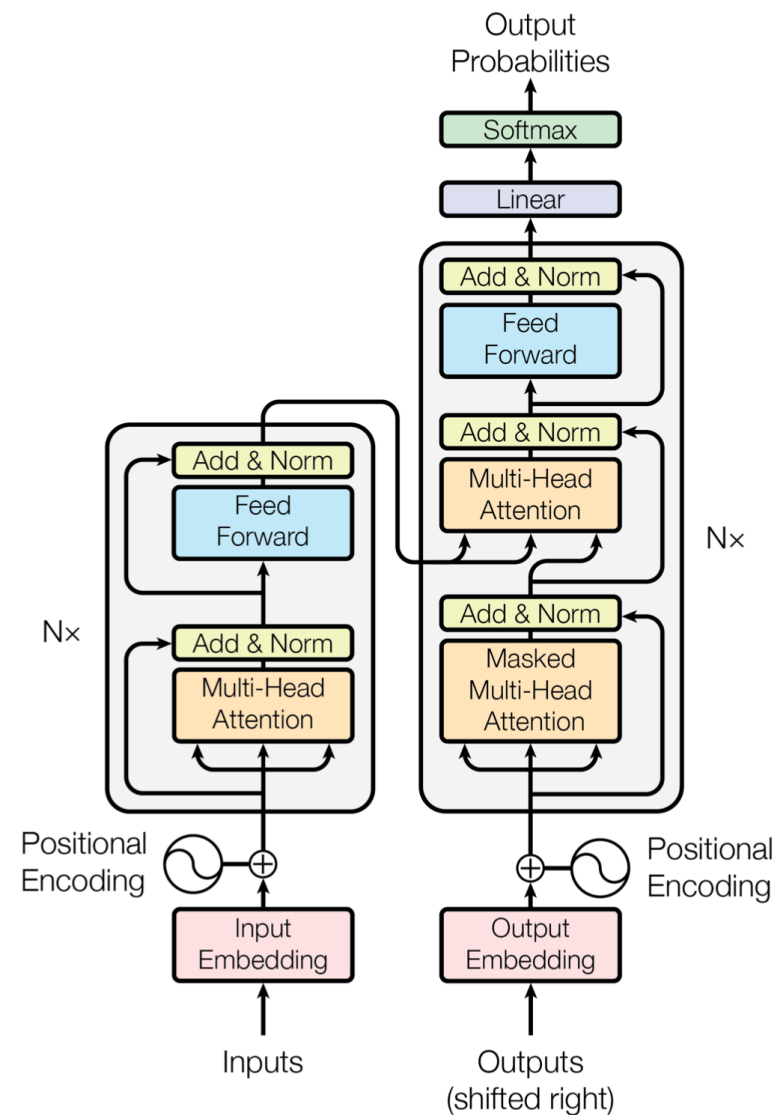 Output
Probabilities
Softmax
Linear
Add & Norm
Feed
Forward
Add & Norm
Multi-Head
Attention
Add & Norm
Masked
Multi-Head
Attention
Nx
Add & Norm
Feed
Forward
Add & Norm
Multi-Head
Attention
Nx
Positional
Encoding
Positional
Encoding
Input
Embedding
Output
Embedding
Inputs
Outputs
(shifted right)